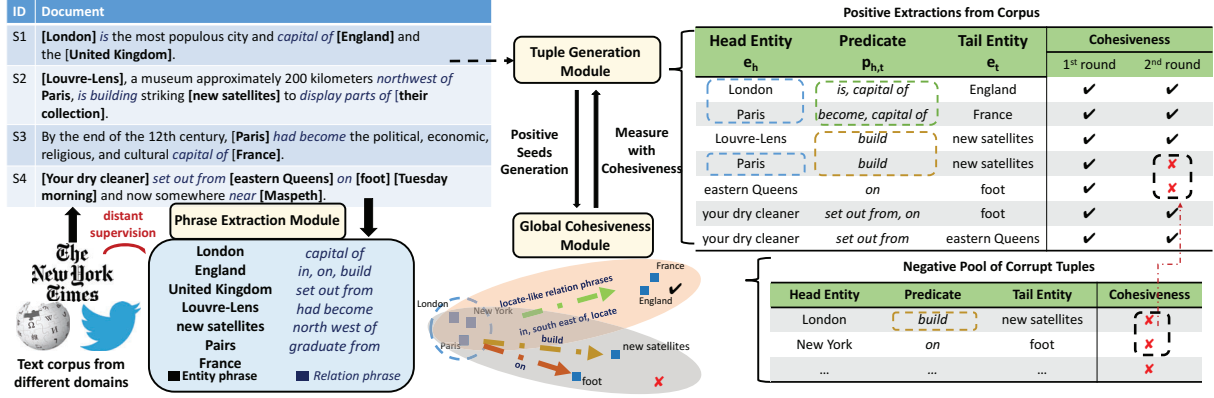 ID Document
S1 [London] is the most populous city and capital of [England] and
the [United Kingdom].
S2 [Louvre-Lens], a museum approximately 200 kilometers northwest of
Paris, is building striking [new satellites] to display parts of [their
collection].
S3 By the end of the 12th century, [Paris] had become the political, economic,
religious, and cultural capital of [France].
S4 [Your dry cleaner] set out from [eastern Queens] on [foot] [Tuesday
morning] and now somewhere near [Maspeth].
distant
supervision
The
New York
Times
W
Text corpus from
different domains
Phrase Extraction Module
London capital of
England in, on, build
United Kingdom set out from
Louvre-Lens had become
new satellites north west of
Pairs graduate from
France
Entity phrase Relation phrase
Tuple Generation
Module
Positive
Seeds
Generation
Measure
with
Cohesiveness
Global Cohesiveness
Module
London
New York
Paris
locate-like relation phrases
in, south east of, locate
build
on
France
England ✔
new satellites
foot ✘
Positive Extractions from Corpus
Head Entity Predicate Tail Entity Cohesiveness
eh ph,t et 1st round 2nd round
London is, capital of England ✔ ✔
Paris become, capital of France ✔ ✔
Louvre-Lens build new satellites ✔ ✔
Paris build new satellites ✔ ✘
eastern Queens on foot ✔ ✘
your dry cleaner set out from, on foot ✔ ✔
your dry cleaner set out from eastern Queens ✔ ✔
Negative Pool of Corrupt Tuples
Head Entity Predicate Tail Entity Cohesiveness
London build new satellites ✘
New York on foot ✘
... ... ... ✘